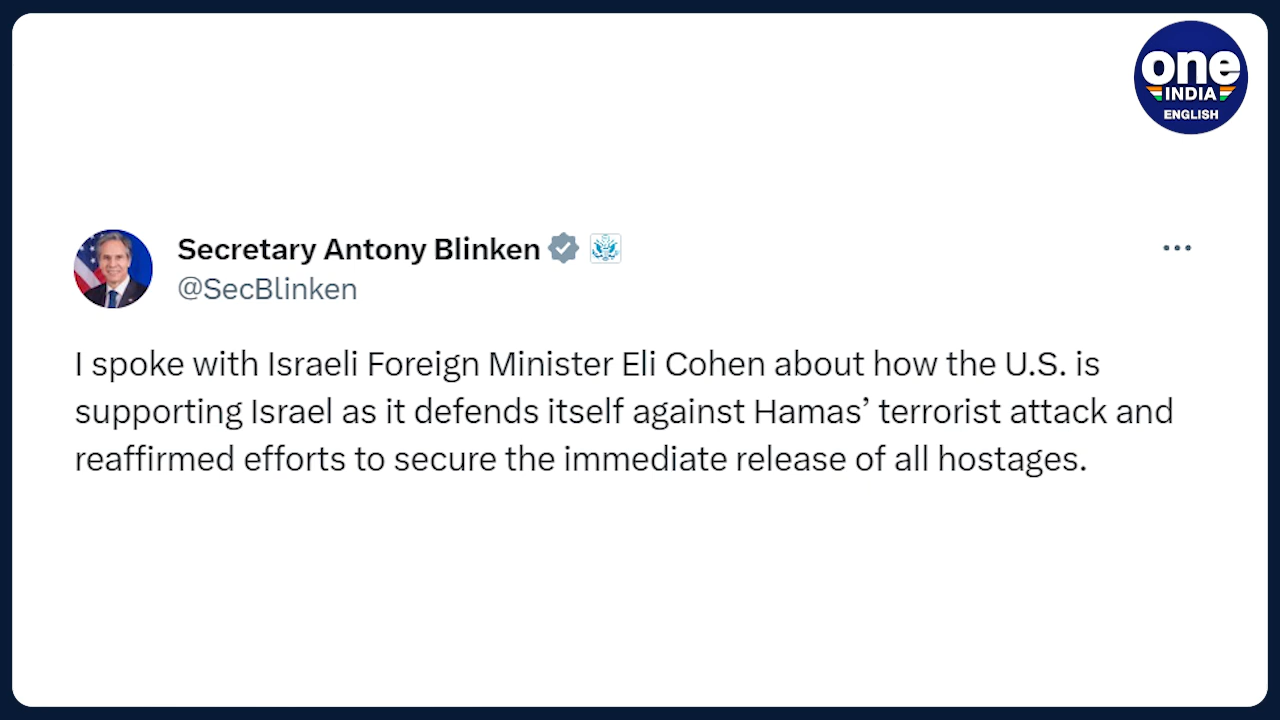 one
INDIA
ENGLISH
Secretary Antony Blinken
@SecBlinken
I spoke with Israeli Foreign Minister Eli Cohen about how the U.S. is
supporting Israel as it defends itself against Hamas’ terrorist attack and
reaffirmed efforts to secure the immediate release of all hostages.